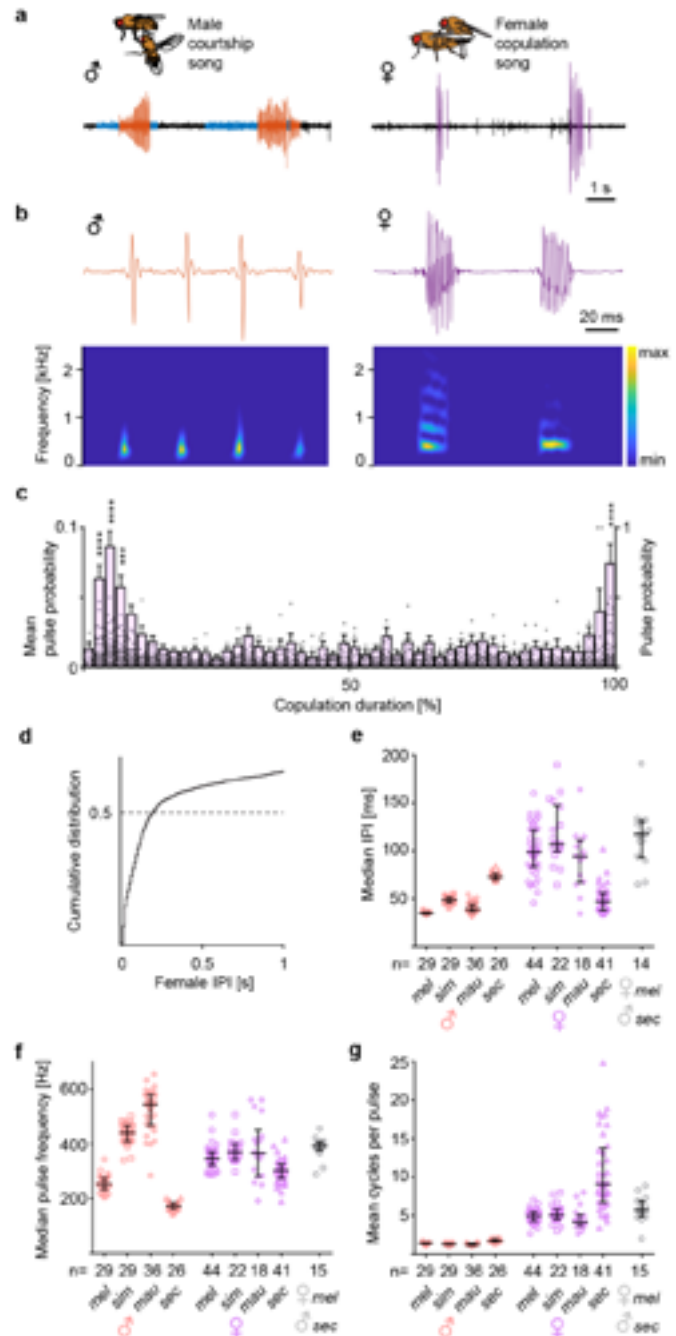 a
Male courtship song
Female copulation song
♂
♀
1 s
b
♂
♀
20 ms
Frequency [kHz]
2
1
0
2
1
0
max
min
c
Mean pulse probability
0.1
0
1
Pulse probability
50
100
Copulation duration [%]
d
Cumulative distribution
0.5
0
0.5
1
Female IPI [s]
e
Median IPI [ms]
200
150
100
50
n= 29 29 36 26 44 22 18 41 14
mel sim mau sec mel sim mau sec ♀ mel
♂ ♀ ♂ sec
f
Median pulse frequency [Hz]
600
400
200
n= 29 29 36 26 44 22 18 41 15
mel sim mau sec mel sim mau sec ♀ mel
♂ ♀ ♂ sec
g
Mean cycles per pulse
25
20
15
10
5
n= 29 29 36 26 44 22 18 41 15
mel sim mau sec mel sim mau sec ♀ mel
♂ ♀ ♂ sec